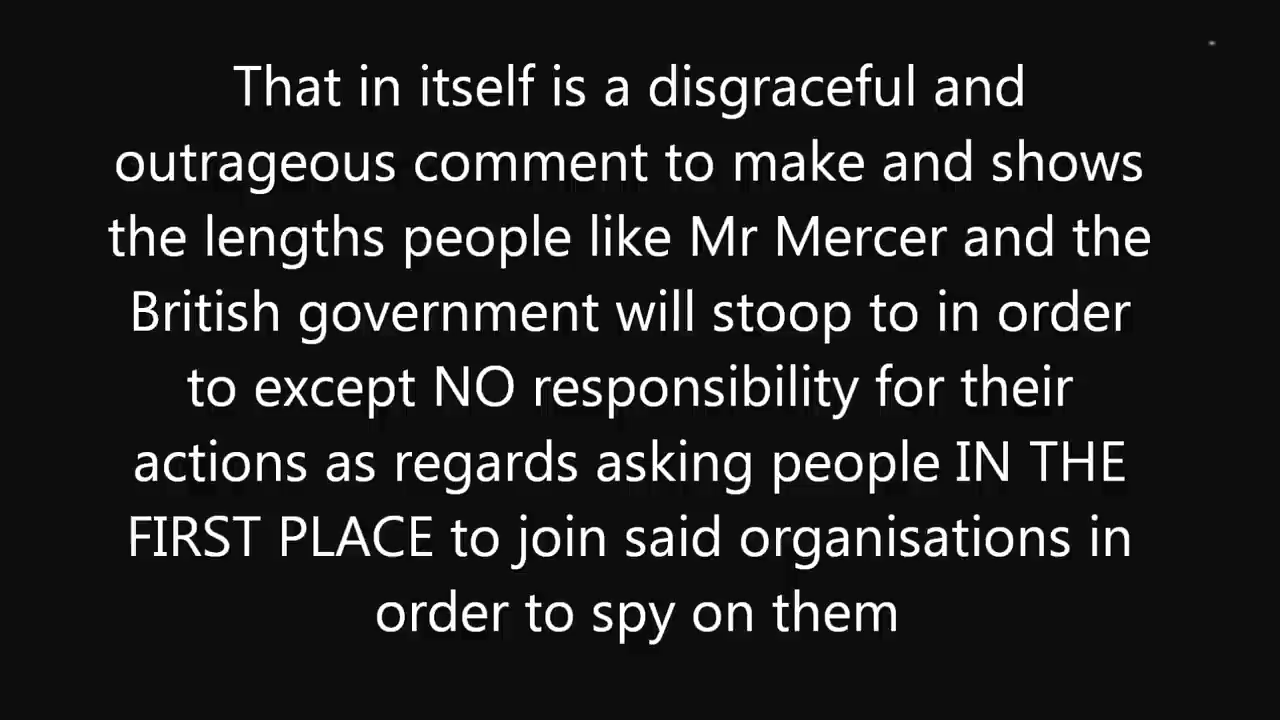 That in itself is a disgraceful and
outrageous comment to make and shows
the lengths people like Mr Mercer and the
British government will stoop to in order
to except NO responsibility for their
actions as regards asking people IN THE
FIRST PLACE to join said organisations in
order to spy on them